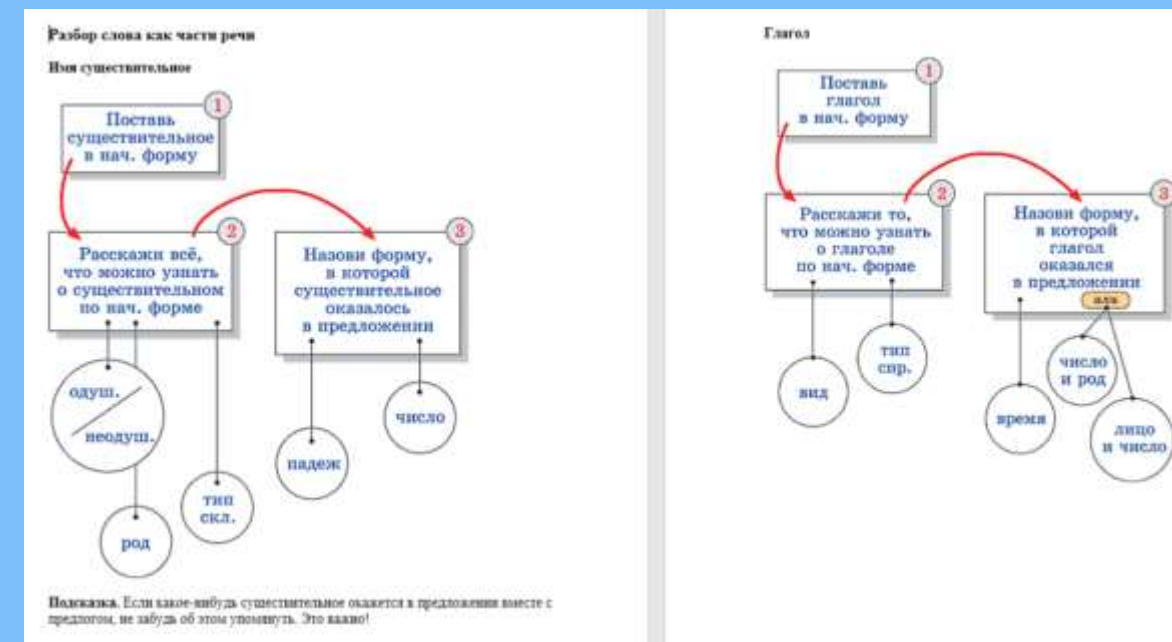 Разбор слова как части речи
Имя существительное
1
Поставь
существительное
в нач. форму
2
Расскажи всё,
что можно узнать
о существительном
по нач. форме
3
Назови форму,
в которой
существительное
оказалось
в предложении
одуш.
неодуш.
род
тип
скл.
падеж
число
Подсказка. Если какое-нибудь существительное окажется в предложении вместе с
предлогом, не забудь об этом упомянуть. Это важно!
Глагол
1
Поставь
глагол
в нач. форму
2
Расскажи то,
что можно узнать
о глаголе
по нач. форме
3
Назови форму,
в которой
глагол
оказался
в предложении
или
вид
тип
спр.
время
число
и род
лицо
и число